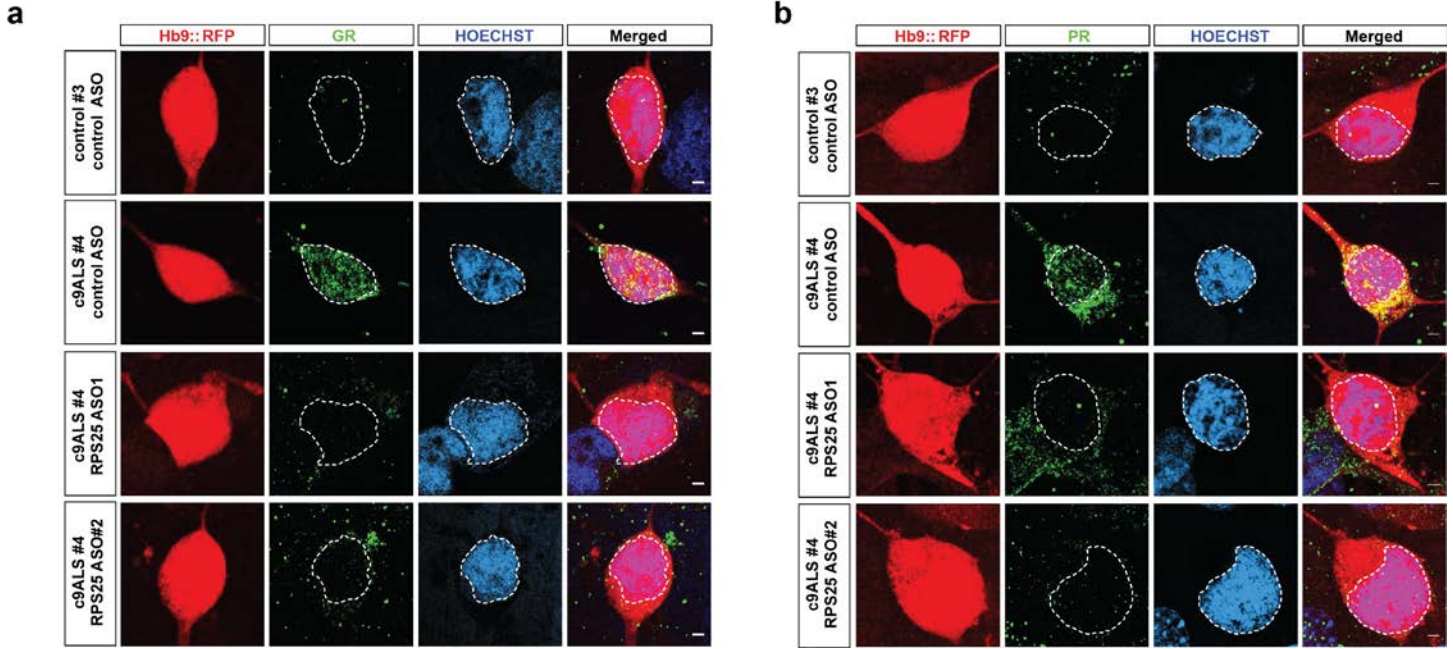 a
Hb9::RFP
GR
HOECHST
Merged
control #3
control ASO
c9ALS #4
control ASO
c9ALS #4
RPS25 ASO1
c9ALS #4
RPS25 ASO#2
b
Hb9::RFP
PR
HOECHST
Merged
control #3
control ASO
c9ALS #4
control ASO
c9ALS #4
RPS25 ASO1
c9ALS #4
RPS25 ASO#2